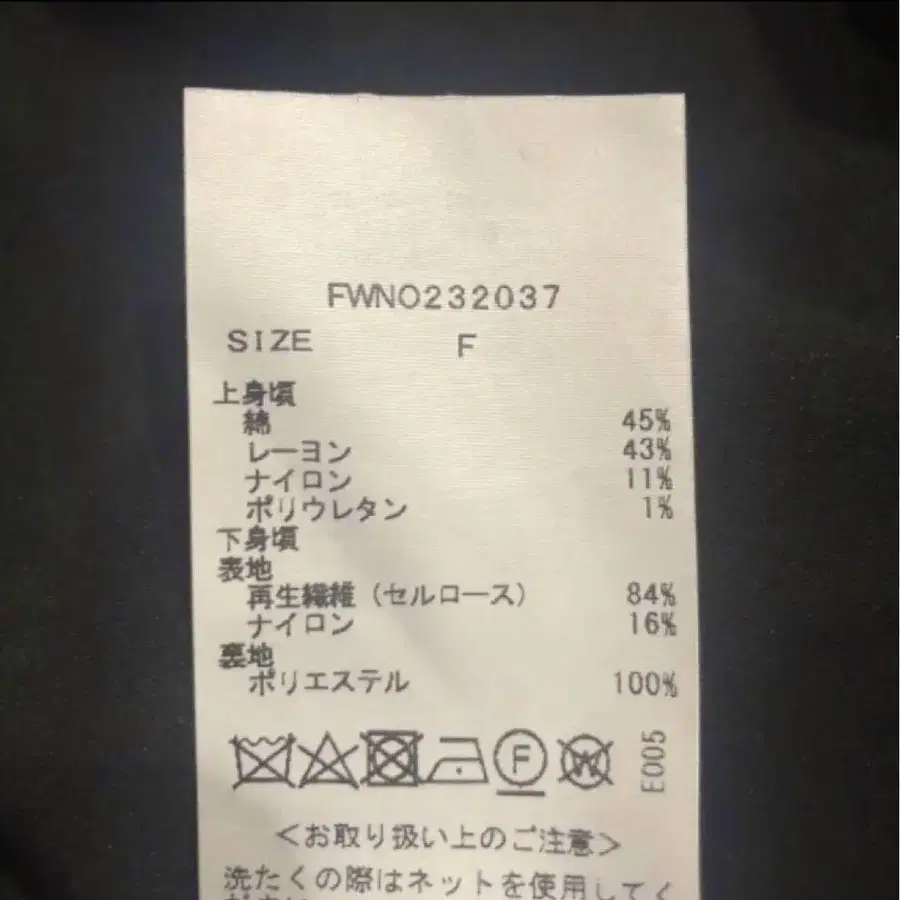 FWNO232037
SIZE F
上身頃
綿 45%
レーヨン 43%
ナイロン 11%
ポリウレタン 1%
下身頃
表地
再生繊維（セルロース） 84%
ナイロン 16%
裏地
ポリエステル 100%
F W E005
＜お取り扱い上のご注意＞
洗たくの際はネットを使用してく